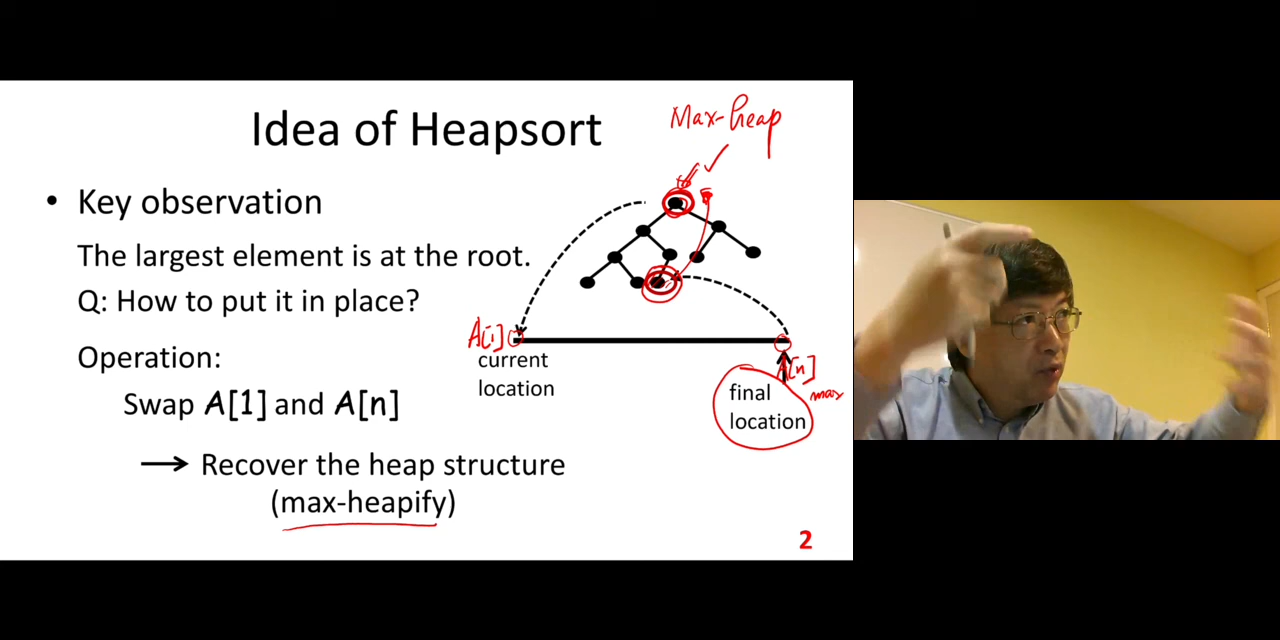 Idea of Heapsort
Max-heap
• Key observation
The largest element is at the root.
Q: How to put it in place?
A[1]
current
location
A[n]
max
final
location
Operation:
Swap A[1] and A[n]
→ Recover the heap structure
(max-heapify)
2